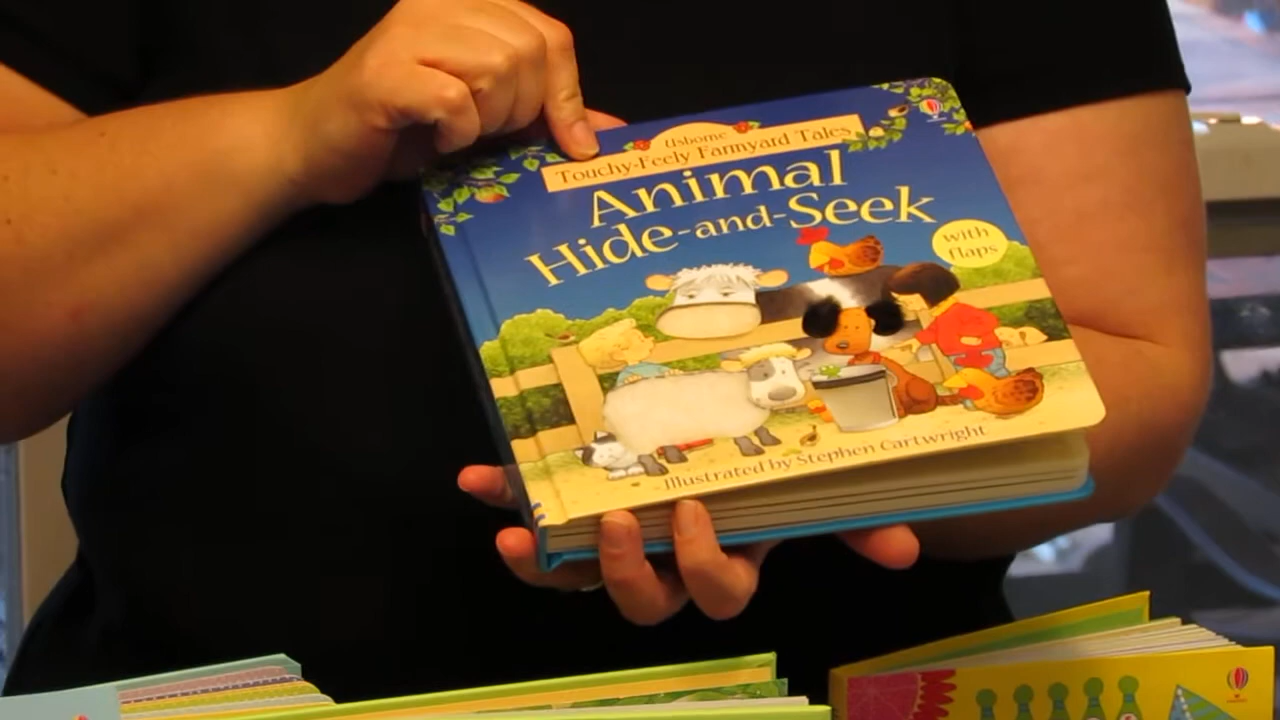 Usborne
Touchy-Feely Farmyard Tales
Animal
Hide-and-Seek
with
flaps
Illustrated by Stephen Cartwright